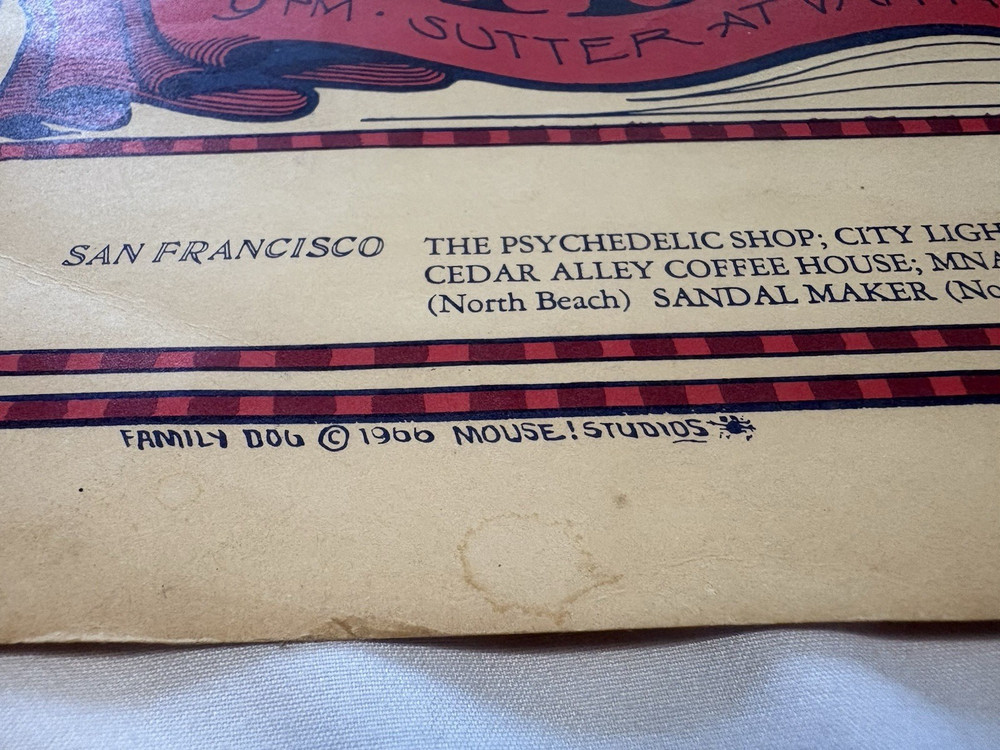 9 PM · SUTTER AT VAN
SAN FRANCISCO
THE PSYCHEDELIC SHOP; CITY LIGH
CEDAR ALLEY COFFEE HOUSE; MNA
(North Beach) SANDAL MAKER (No
FAMILY DOG © 1966 MOUSE! STUDIOS